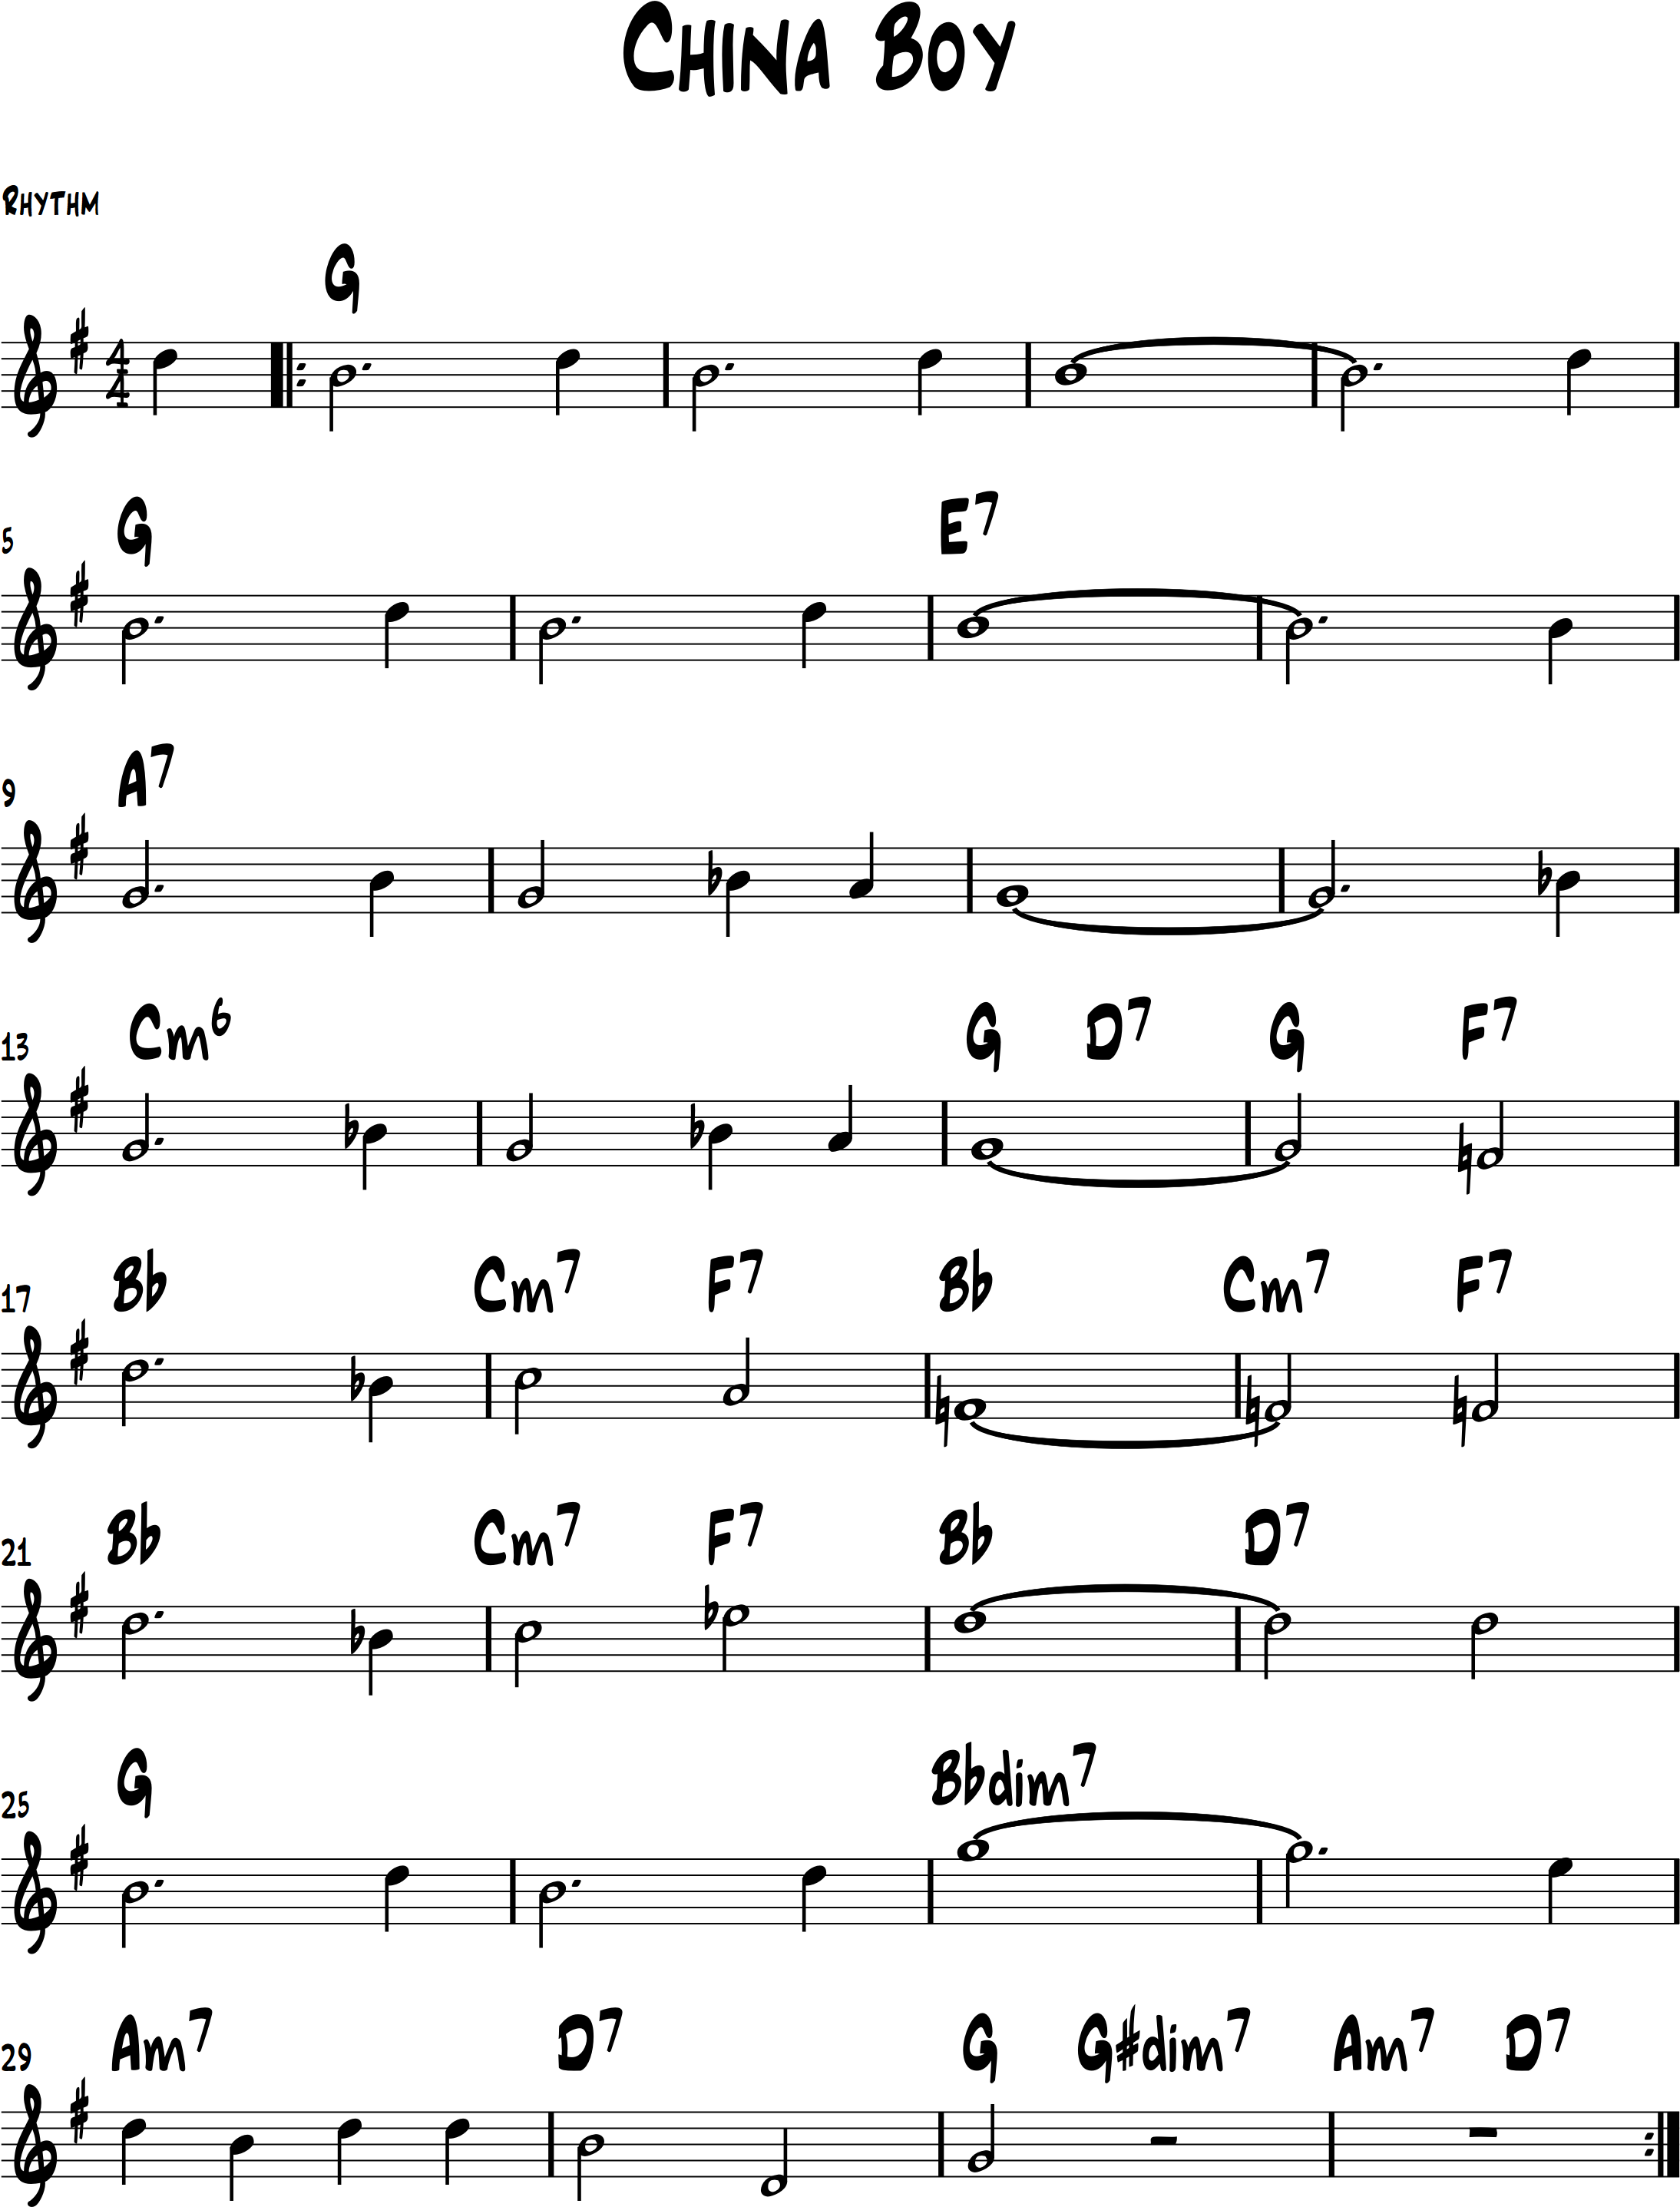 China Boy
Rhythm
G
4
4
5 G E7
9 A7
13 Cm6 G D7 G F7
17 Bb Cm7 F7 Bb Cm7 F7
21 Bb Cm7 F7 Bb D7
25 G Bbdim7
29 Am7 D7 G G#dim7 Am7 D7